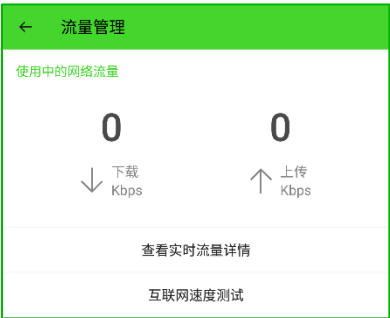 流量管理
使用中的网络流量
0 0
下载 上传
Kbps Kbps
查看实时流量详情
互联网速度测试